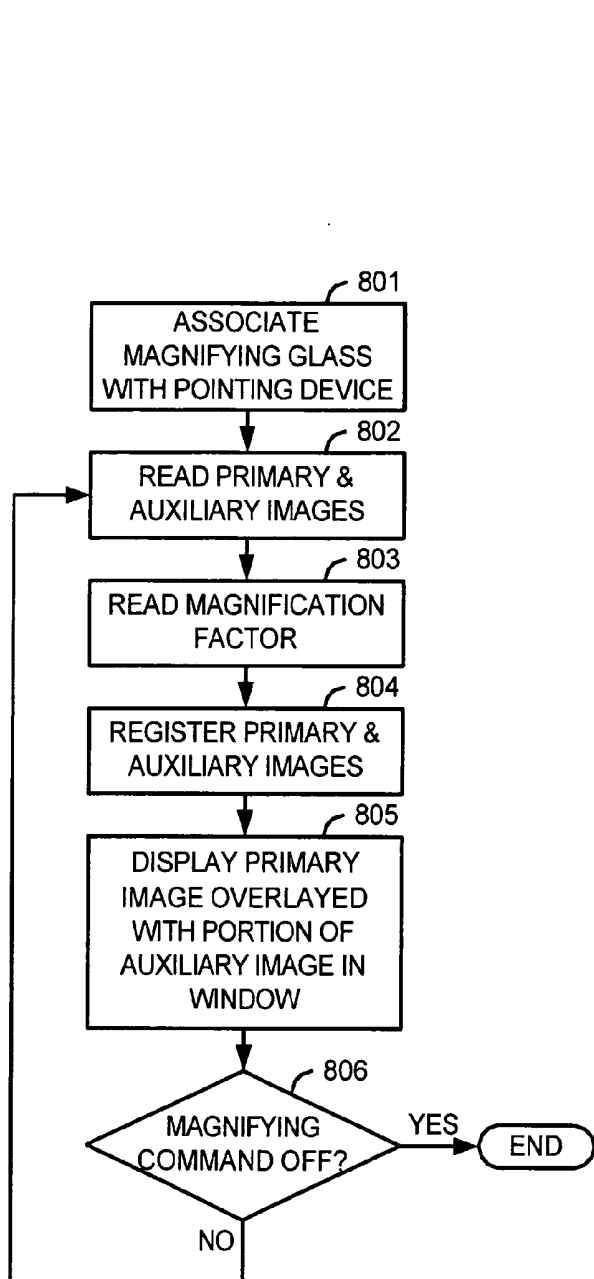 801
ASSOCIATE
MAGNIFYING GLASS
WITH POINTING DEVICE
802
READ PRIMARY &
AUXILIARY IMAGES
803
READ MAGNIFICATION
FACTOR
804
REGISTER PRIMARY &
AUXILIARY IMAGES
805
DISPLAY PRIMARY
IMAGE OVERLAYED
WITH PORTION OF
AUXILIARY IMAGE IN
WINDOW
806
MAGNIFYING
COMMAND OFF?
YES
END
NO